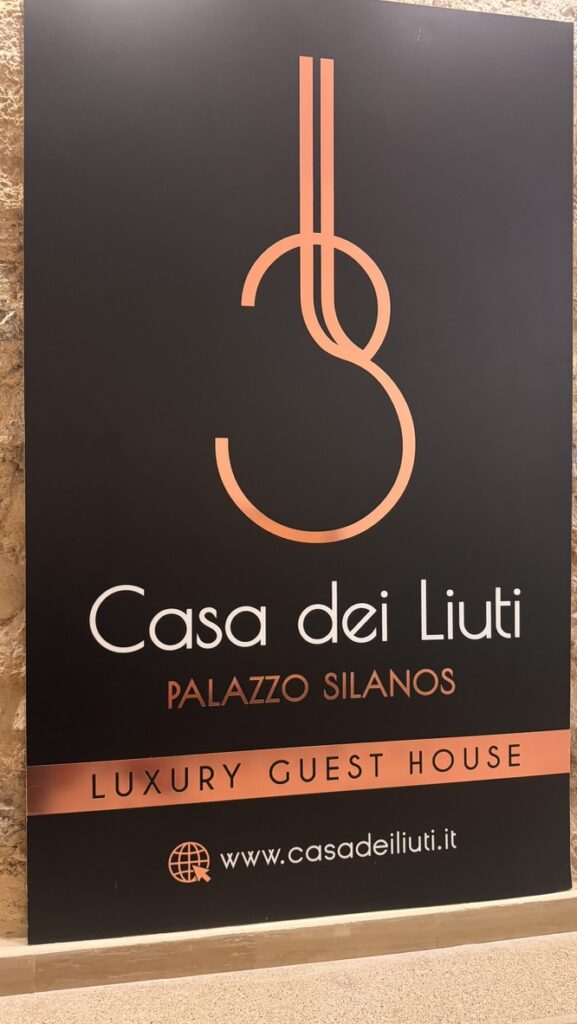 Casa dei Liuti
PALAZZO SILANOS
LUXURY GUEST HOUSE
www.casadeiliuti.it